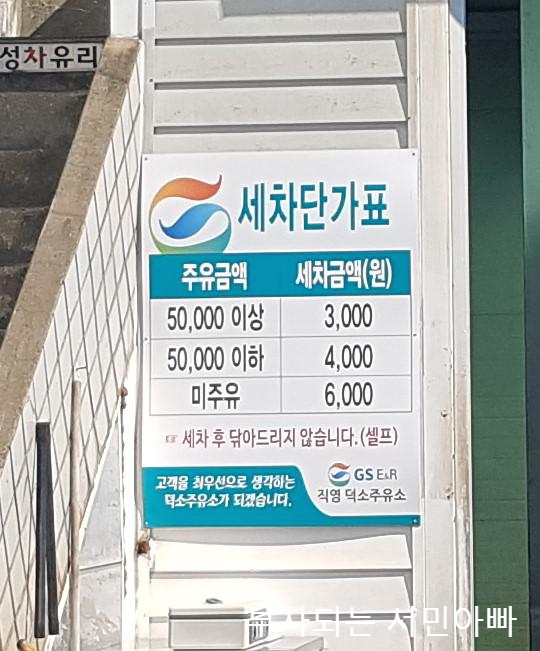 성차유리
세차단가표
주유금액 세차금액(원)
50,000 이상 3,000
50,000 이하 4,000
미주유 6,000
☞ 세차 후 닦아드리지 않습니다.(셀프)
고객을 최우선으로 생각하는
덕소주유소가 되겠습니다.
GS E&R
직영 덕소주유소
서민아빠